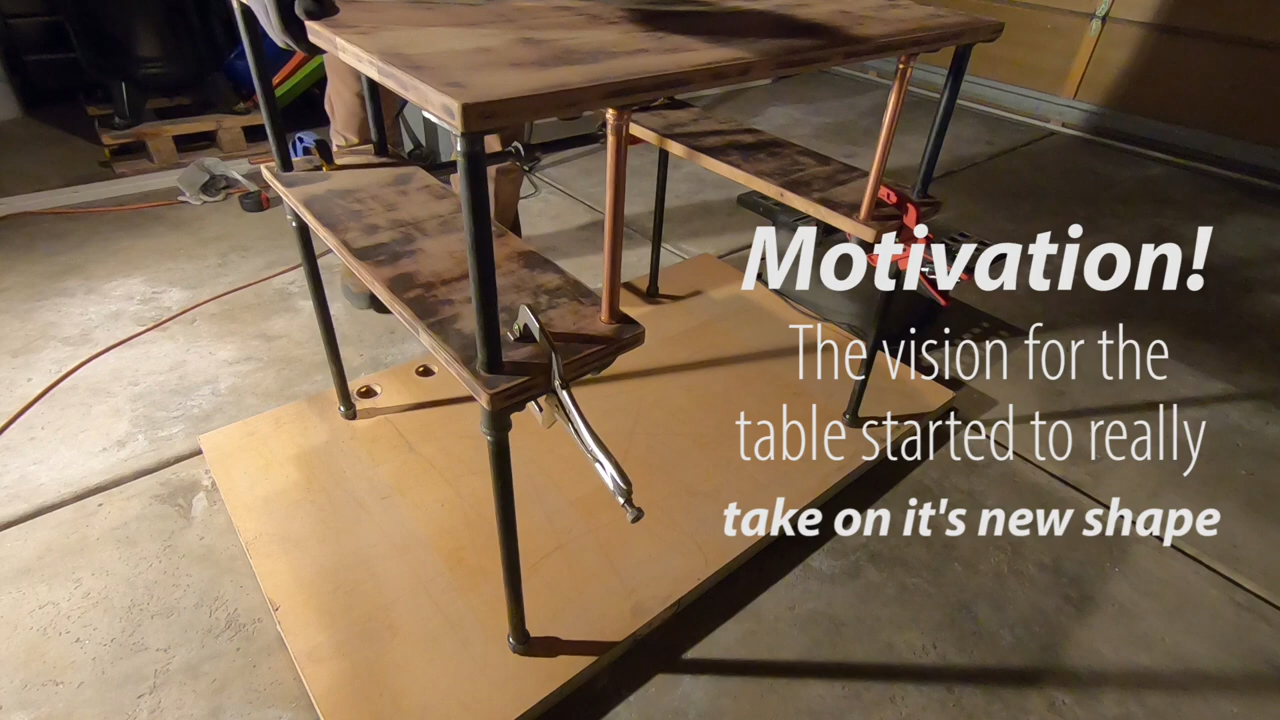 Motivation!
The vision for the
table started to really
take on it's new shape